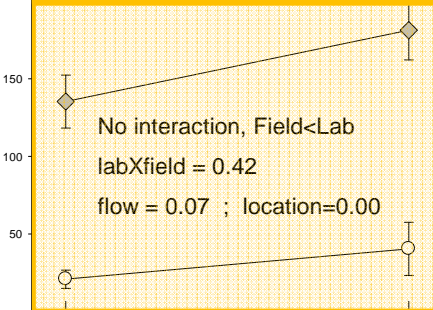 150
No interaction, Field<Lab
100
labXfield = 0.42
flow = 0.07 ; location=0.00
50